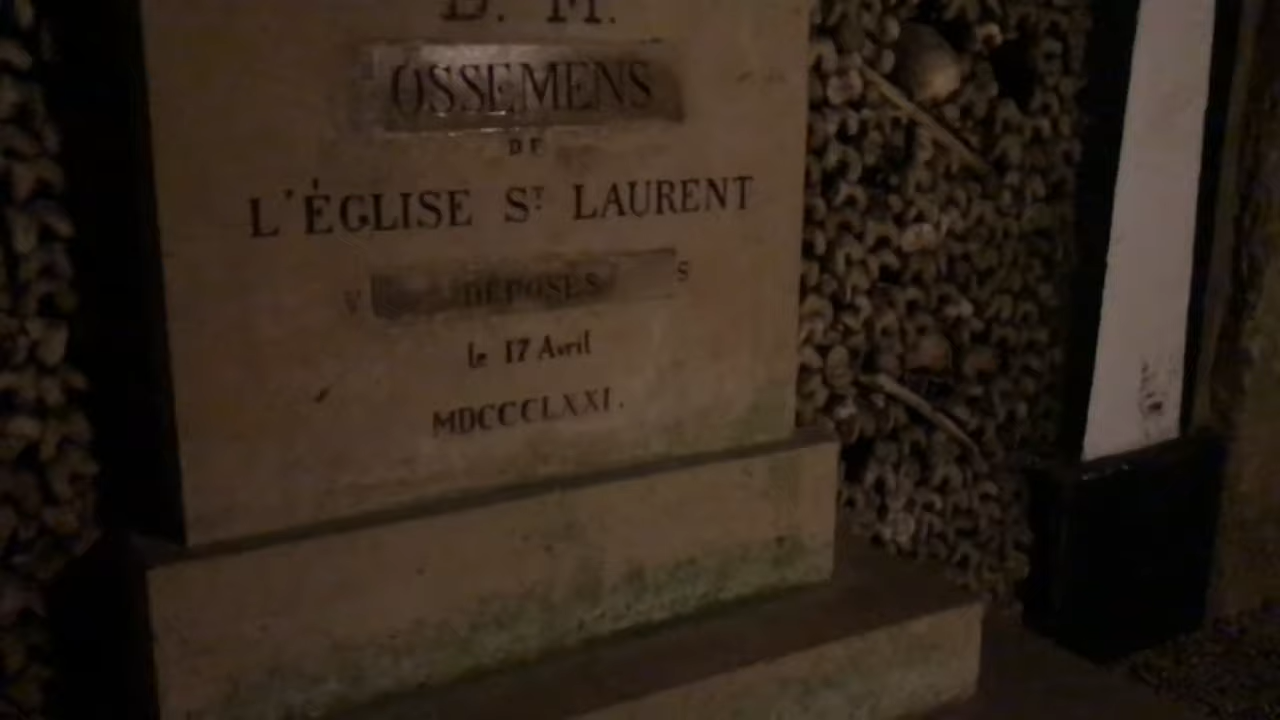 D. M.
OSSEMENS
DE
L'ÉGLISE ST LAURENT
DÉPOSÉS
le 17 Avril
MDCCCLXXI.